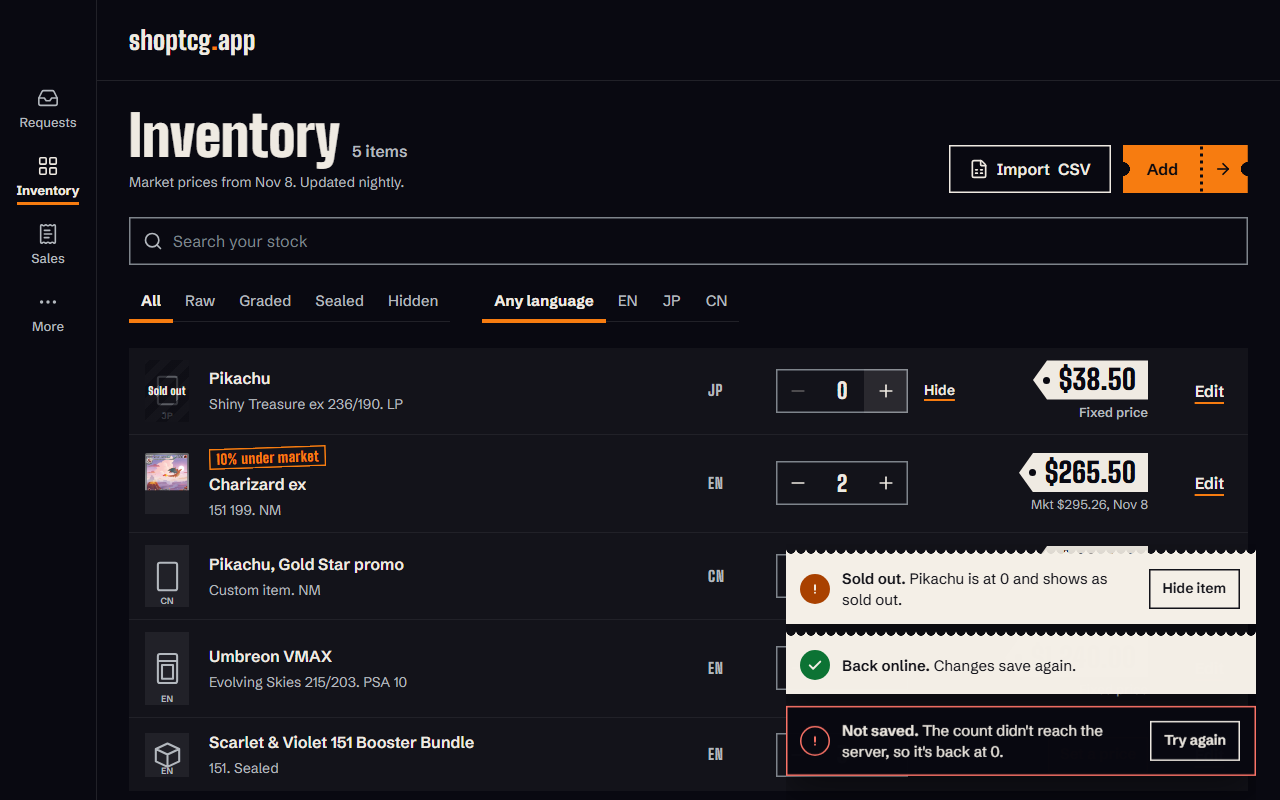 shoptcg.app
Requests
Inventory
Sales
More
Inventory 5 items
Market prices from Nov 8. Updated nightly.
Import CSV
Add
Search your stock
All Raw Graded Sealed Hidden Any language EN JP CN
Sold out
JP
Pikachu
Shiny Treasure ex 236/190. LP
JP
0
Hide
$38.50
Fixed price
Edit
10% under market
Charizard ex
151 199. NM
EN
2
$265.50
Mkt $295.26, Nov 8
Edit
CN
Pikachu, Gold Star promo
Custom item. NM
CN
EN
Umbreon VMAX
Evolving Skies 215/203. PSA 10
EN
EN
Scarlet & Violet 151 Booster Bundle
151. Sealed
EN
Sold out. Pikachu is at 0 and shows as
sold out.
Hide item
Back online. Changes save again.
Not saved. The count didn't reach the
server, so it's back at 0.
Try again